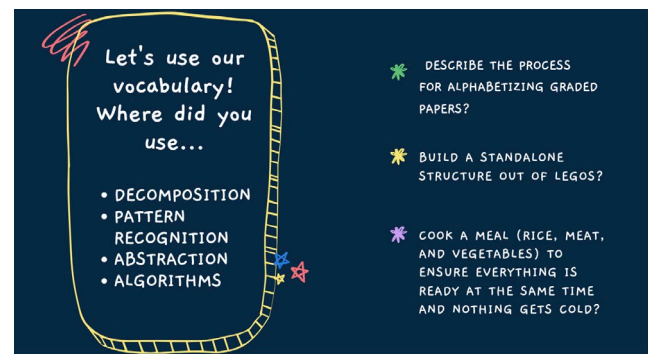 Let's use our
vocabulary!
Where did you
use...
• DECOMPOSITION
• PATTERN
RECOGNITION
• ABSTRACTION
• ALGORITHMS
DESCRIBE THE PROCESS
FOR ALPHABETIZING GRADED
PAPERS?
BUILD A STANDALONE
STRUCTURE OUT OF LEGOS?
COOK A MEAL (RICE, MEAT,
AND VEGETABLES) TO
ENSURE EVERYTHING IS
READY AT THE SAME TIME
AND NOTHING GETS COLD?